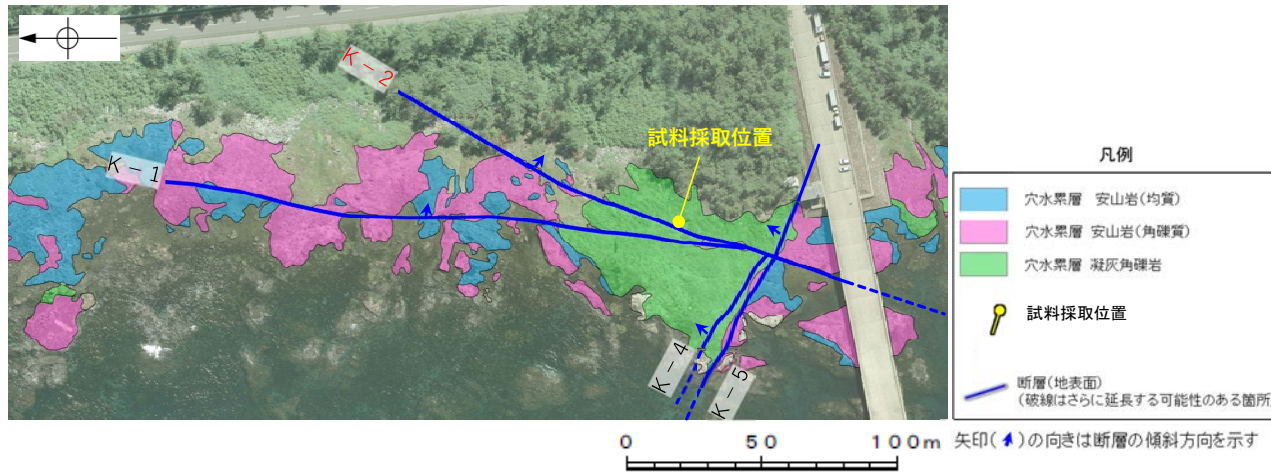 K－2
試料採取位置
K－1
K－4
K－5
凡例
穴水累層 安山岩(均質)
穴水累層 安山岩(角礫質)
穴水累層 凝灰角礫岩
試料採取位置
断層(地表面)
(破線はさらに延長する可能性のある箇所
0 50 100m
矢印( )の向きは断層の傾斜方向を示す